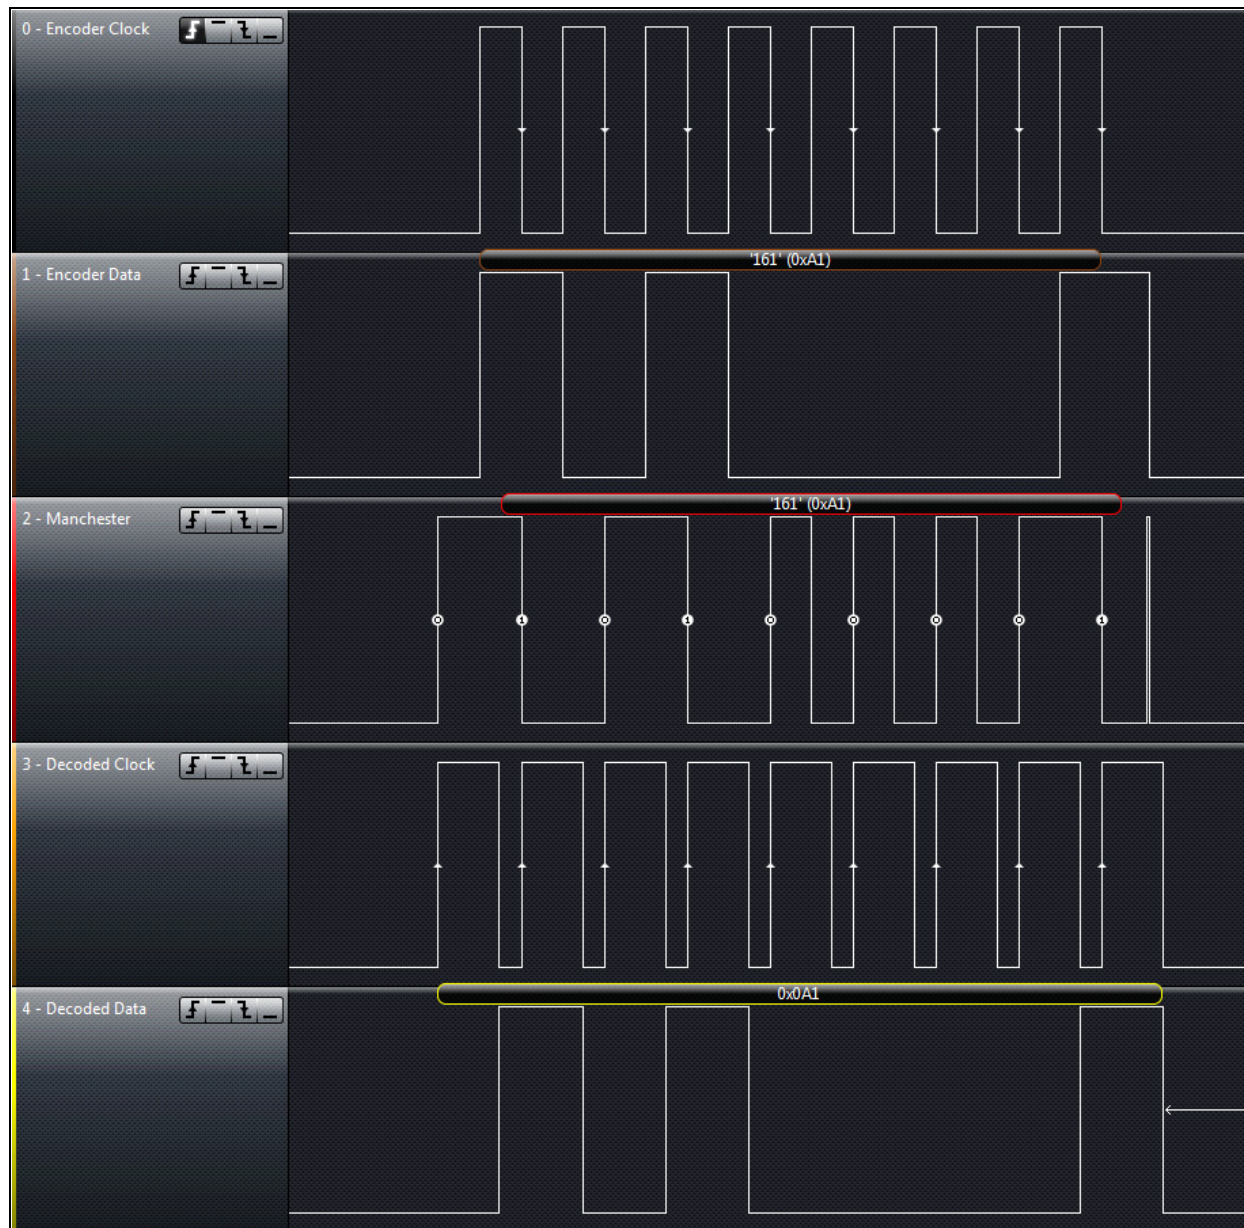 0 - Encoder Clock
'161' (0xA1)
1 - Encoder Data
'161' (0xA1)
2 - Manchester
0 1 0 1 0 0 0 0 1
3 - Decoded Clock
0x0A1
4 - Decoded Data